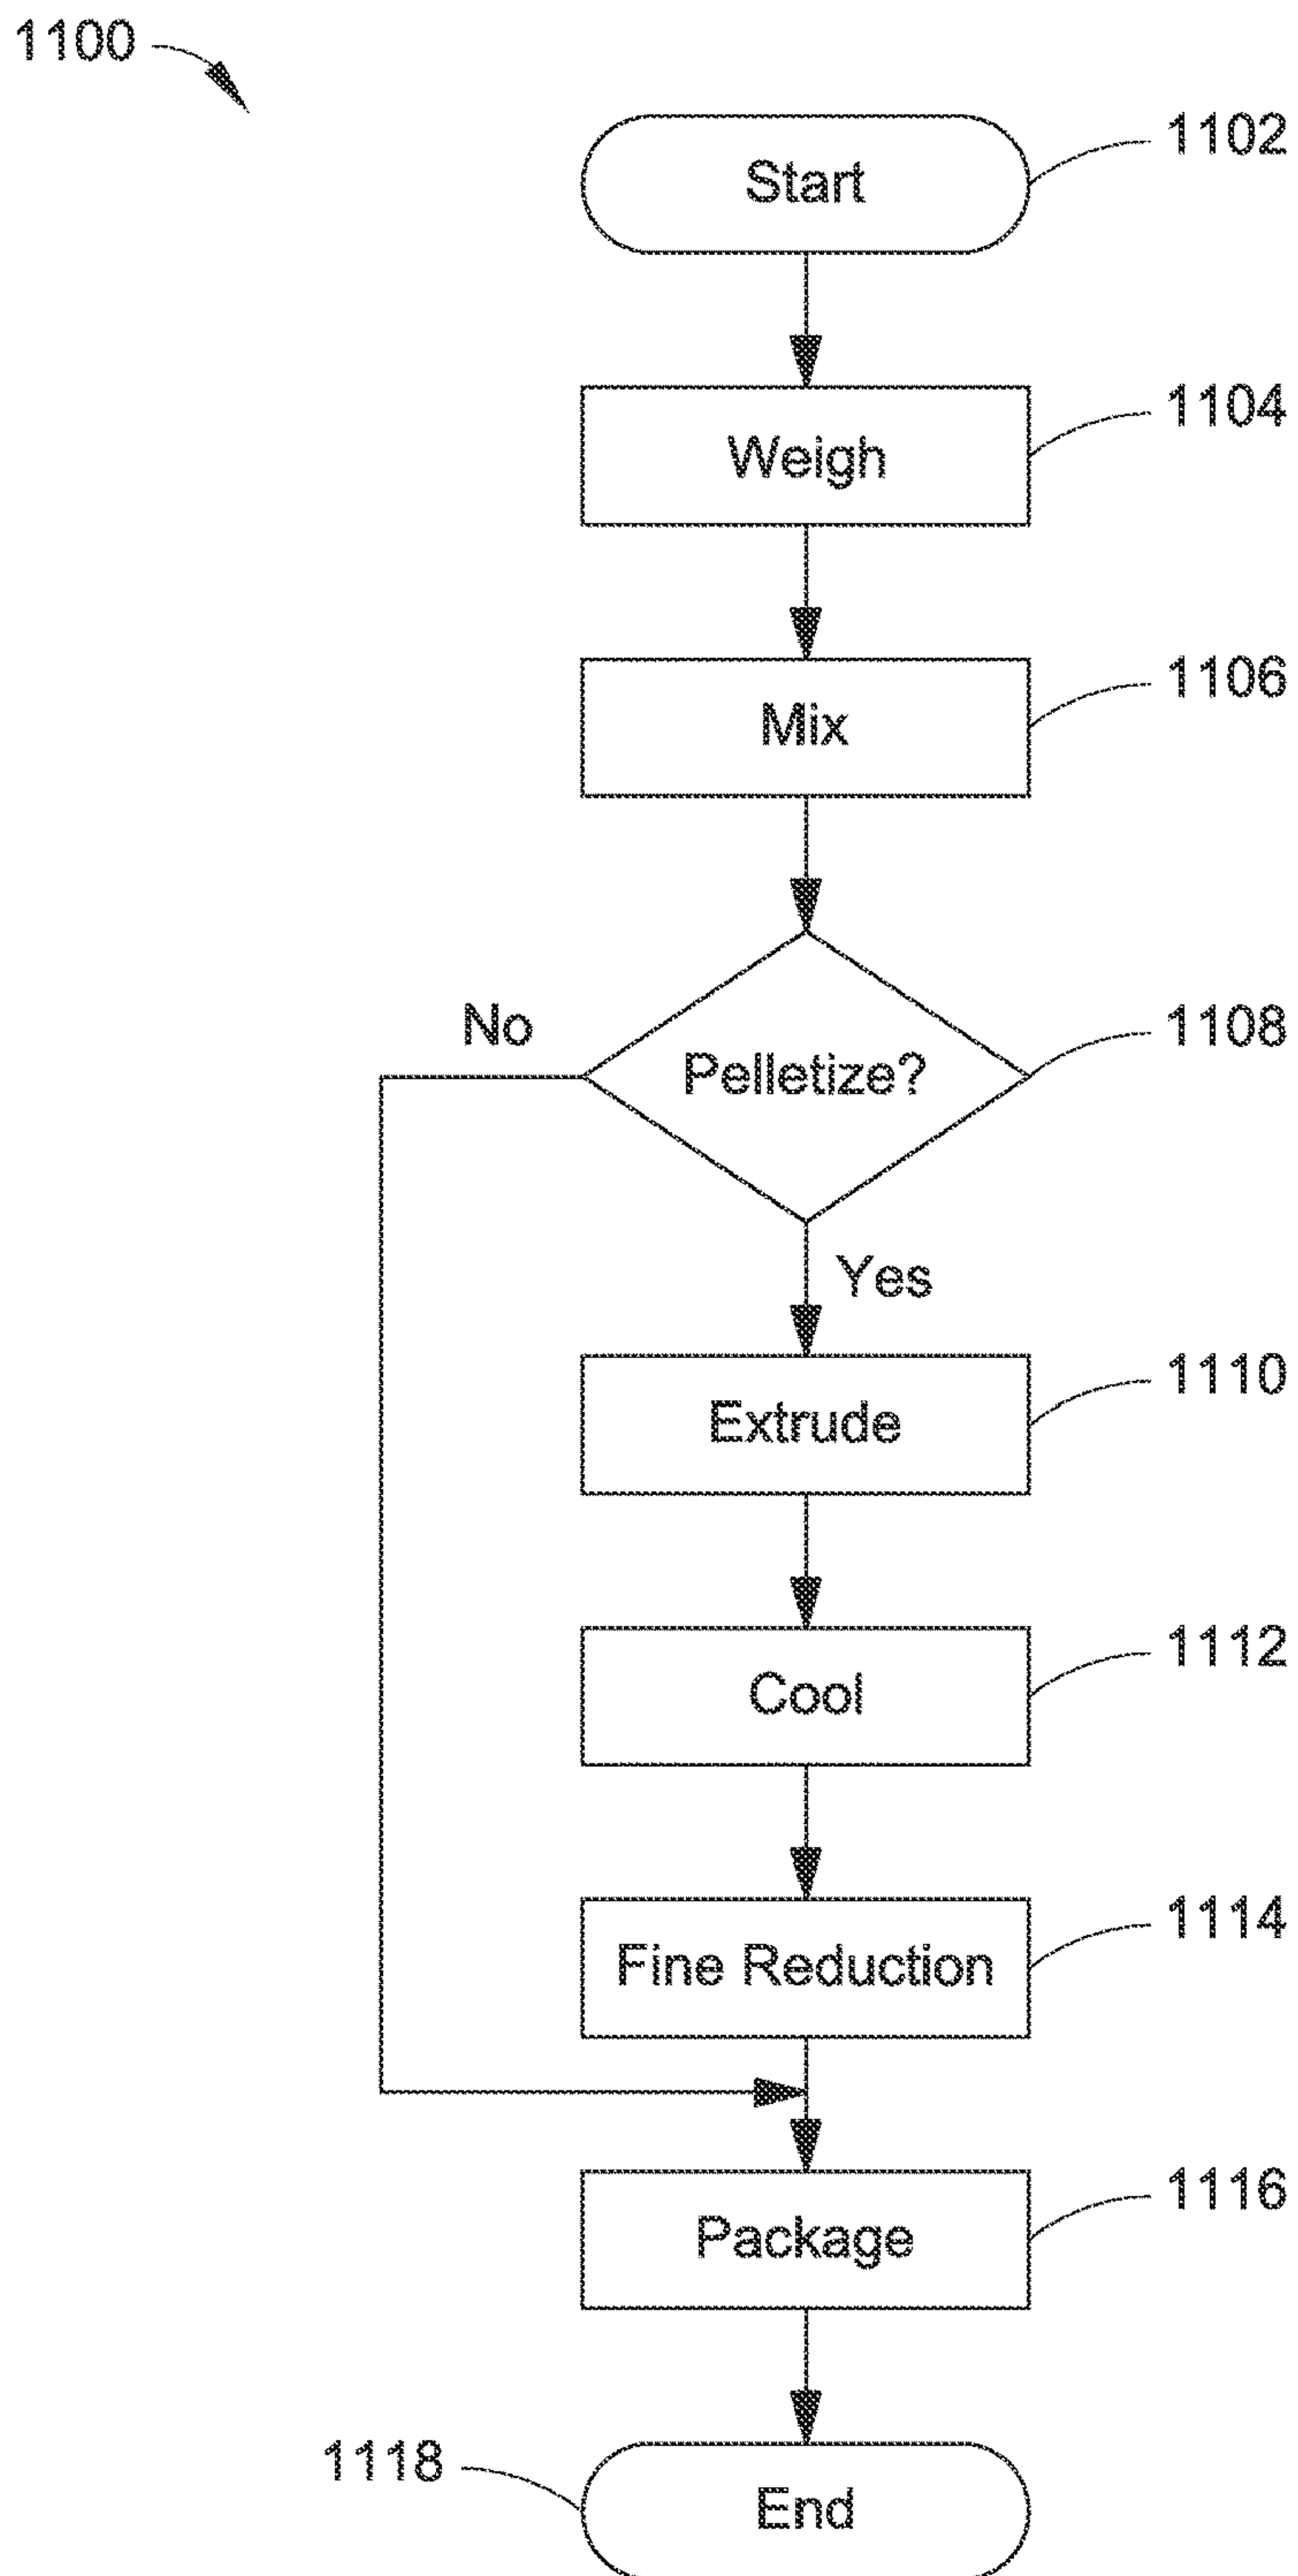 1100
Start
1102
Weigh
1104
Mix
1106
No
Pelletize?
1108
Yes
Extrude
1110
Cool
1112
Fine Reduction
1114
Package
1116
1118
End